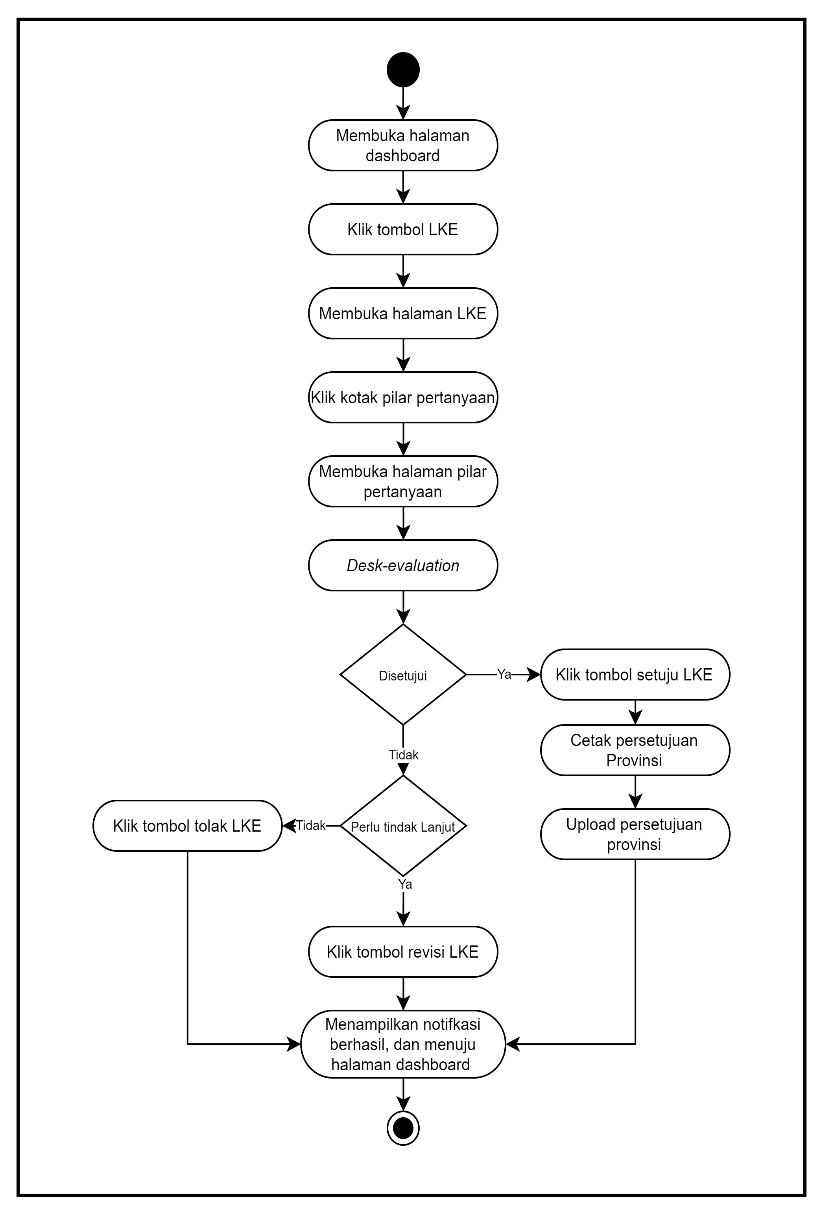 Membuka halaman
dashboard
Klik tombol LKE
Membuka halaman LKE
Klik kotak pilar pertanyaan
Membuka halaman pilar
pertanyaan
Desk-evaluation
Disetujui
Ya
Klik tombol setuju LKE
Cetak persetujuan
Provinsi
Upload persetujuan
provinsi
Tidak
Perlu tindak Lanjut
Tidak
Klik tombol tolak LKE
Ya
Klik tombol revisi LKE
Menampilkan notifkasi
berhasil, dan menuju
halaman dashboard